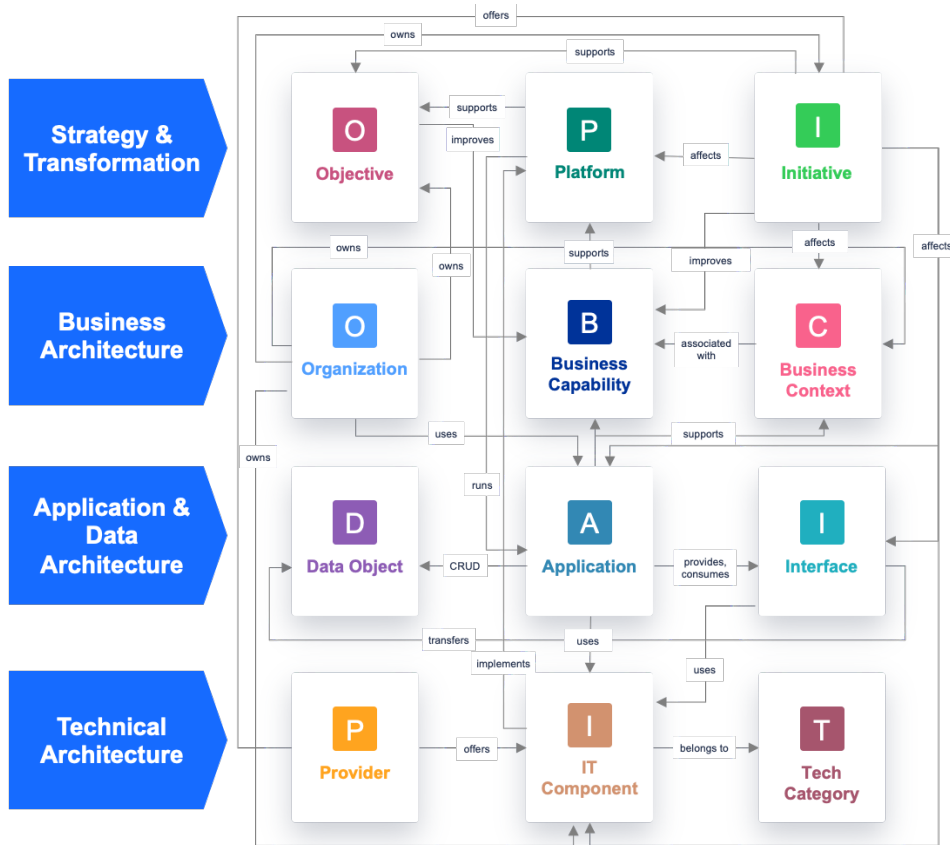 offers
owns
supports
Strategy &
Transformation
O
Objective
supports
improves
P
Platform
affects
I
Initiative
affects
affects
owns
owns
supports
improves
Business
Architecture
O
Organization
B
Business
Capability
associated
with
C
Business
Context
uses
supports
owns
runs
Application &
Data
Architecture
D
Data Object
CRUD
A
Application
provides,
consumes
I
Interface
transfers
uses
implements
uses
Technical
Architecture
P
Provider
offers
I
IT
Component
belongs to
T
Tech
Category